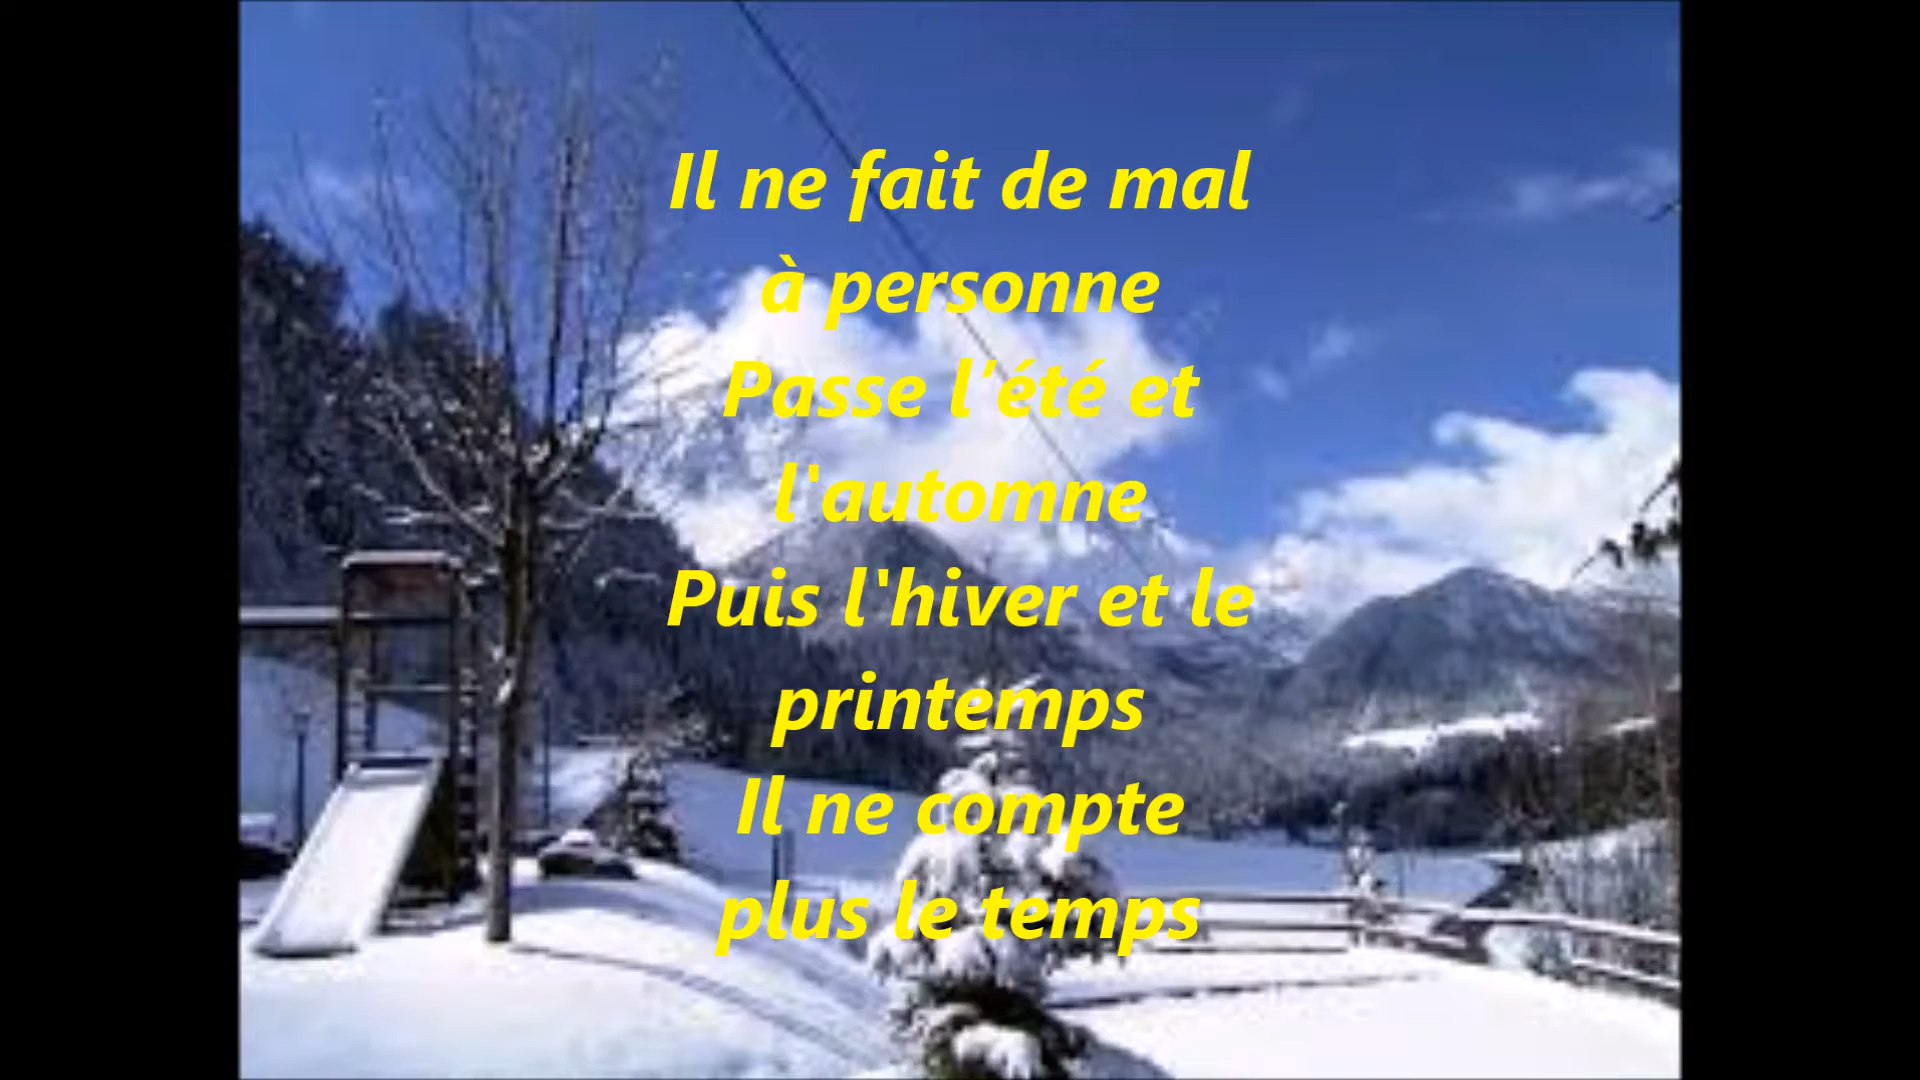 Il ne fait de mal
à personne
Passe l'été et
l'automne
Puis l'hiver et le
printemps
Il ne compte
plus le temps